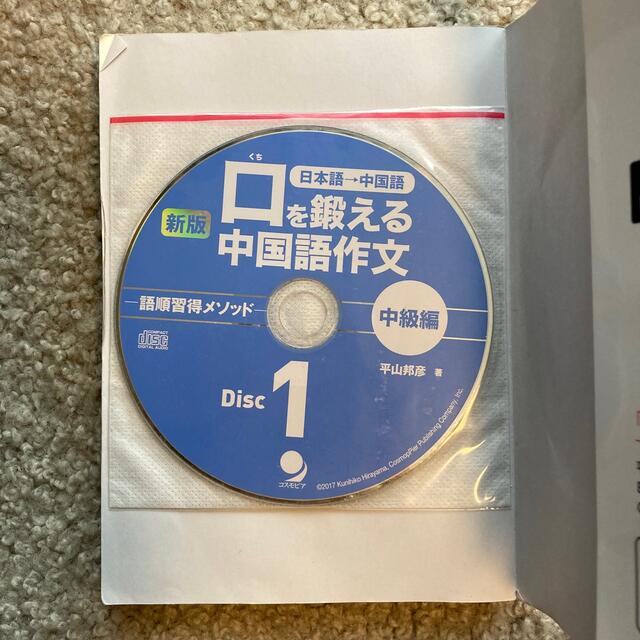 日本語→中国語
くち
新版
口を鍛える
中国語作文
語順習得メソッド
中級編
COMPACT
disc
DIGITAL AUDIO
平山邦彦 著
Disc 1
コスモピア
©2017 Kunihiko Hirayama, CosmoPier Publishing Company, Inc.